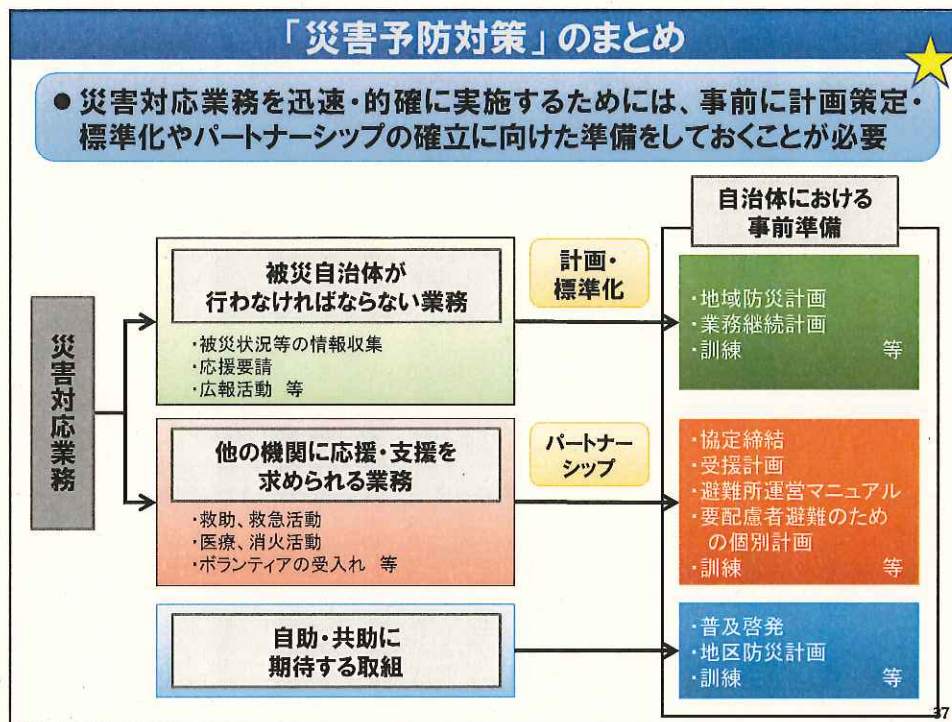 「災害予防対策」のまとめ
● 災害対応業務を迅速・的確に実施するためには、事前に計画策定・
標準化やパートナーシップの確立に向けた準備をしておくことが必要
自治体における
事前準備
災害対応業務
被災自治体が
行わなければならない業務
・被災状況等の情報収集
・応援要請
・広報活動 等
計画・
標準化
・地域防災計画
・業務継続計画
・訓練 等
他の機関に応援・支援を
求められる業務
・救助、救急活動
・医療、消火活動
・ボランティアの受入れ 等
パートナー
シップ
・協定締結
・受援計画
・避難所運営マニュアル
・要配慮者避難のため
の個別計画
・訓練 等
自助・共助に
期待する取組
・普及啓発
・地区防災計画
・訓練 等
37